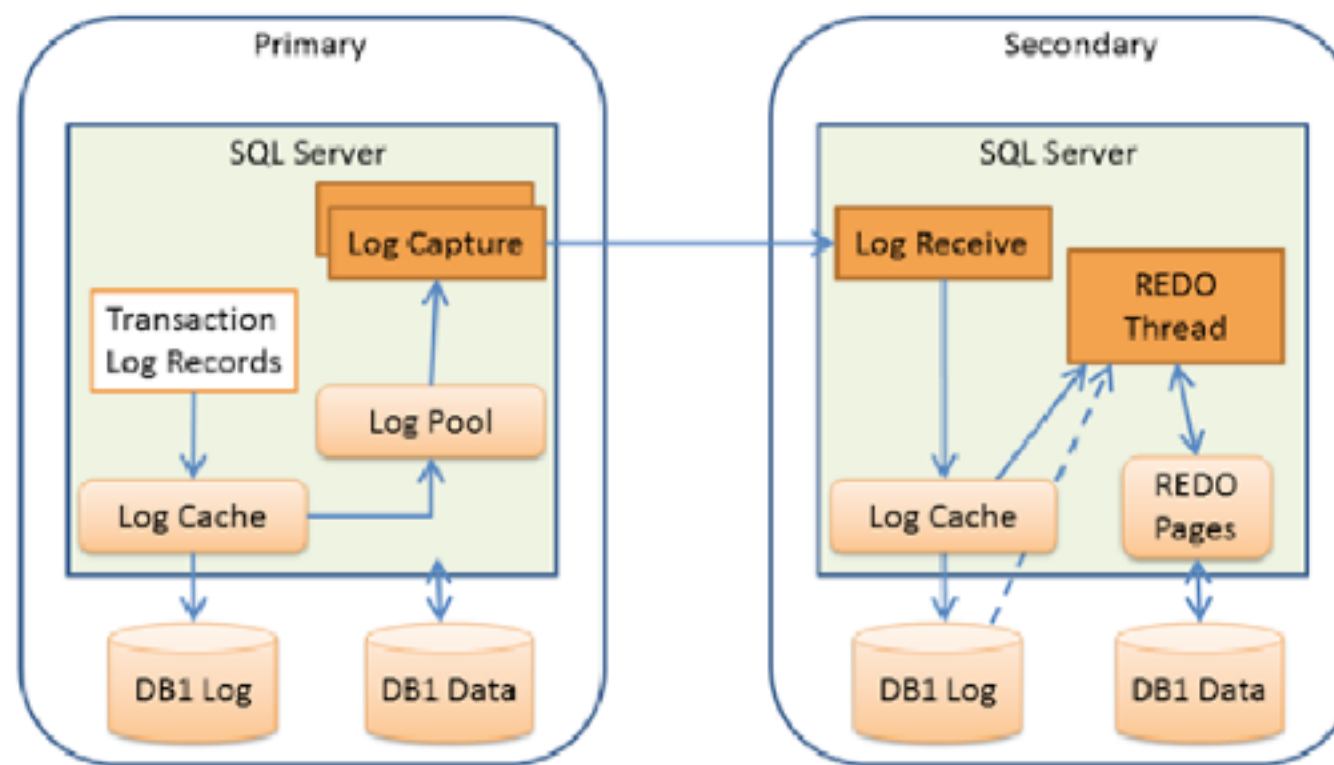 Primary
SQL Server
Log Capture
Transaction
Log Records
Log Pool
Log Cache
DB1 Log
DB1 Data
Secondary
SQL Server
Log Receive
REDO
Thread
Log Cache
REDO
Pages
DB1 Log
DB1 Data